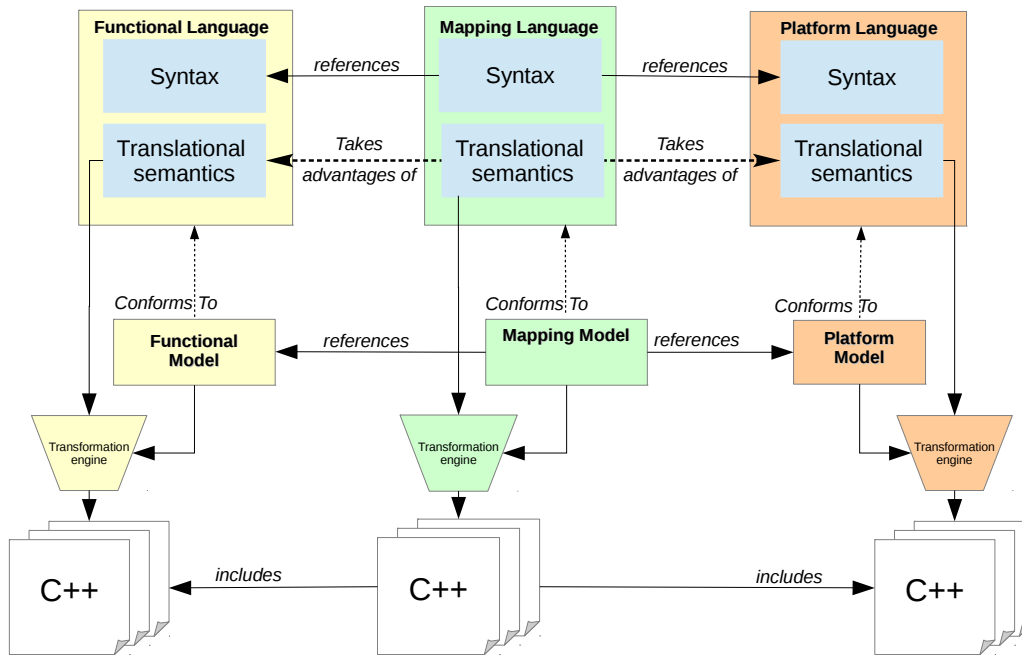 Functional Language
Mapping Language
Platform Language
Syntax
references
Syntax
references
Syntax
Translational
semantics
Takes
advantages of
Translational
semantics
Takes
advantages of
Translational
semantics
Conforms To
Conforms To
Conforms To
Functional
Model
references
Mapping Model
references
Platform
Model
Transformation
engine
Transformation
engine
Transformation
engine
C++
includes
C++
includes
C++